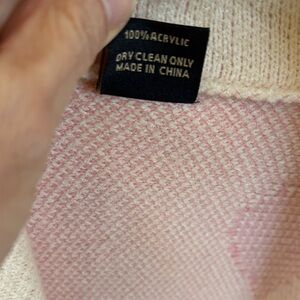 100% ACRYLIC
DRY CLEAN ONLY
MADE IN CHINA